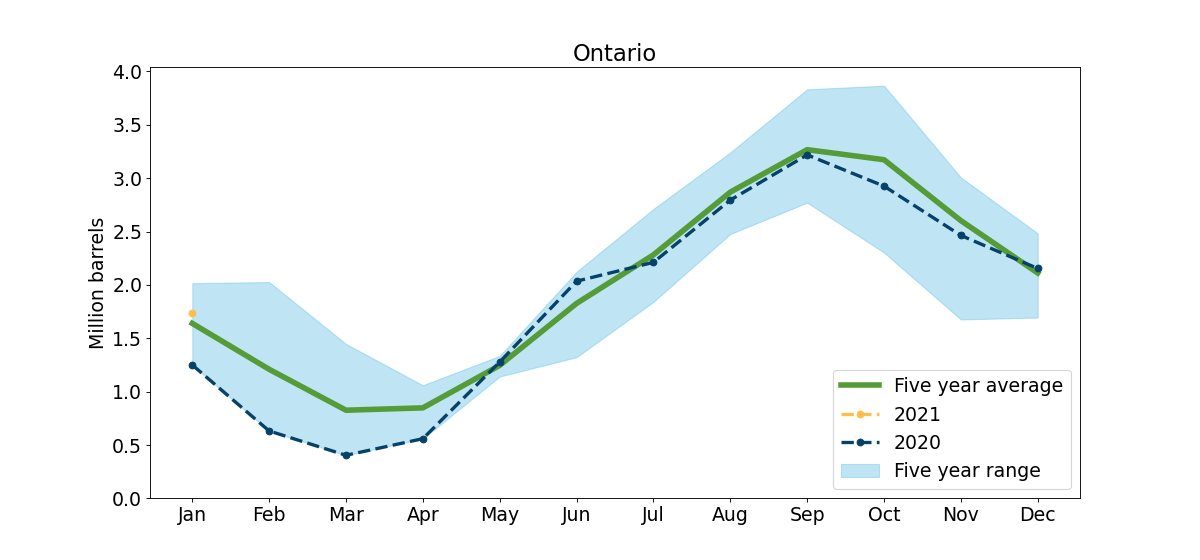 Ontario
4.0
3.5
3.0
2.5
2.0
1.5
1.0
0.5
0.0
Million barrels
Jan Feb Mar Apr May Jun Jul Aug Sep Oct Nov Dec
Five year average
2021
2020
Five year range